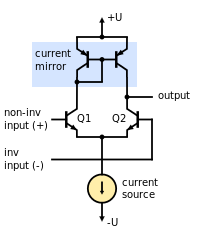 +U
current
mirror
output
non-inv
input (+)
Q1
Q2
inv
input (-)
current
source
-U